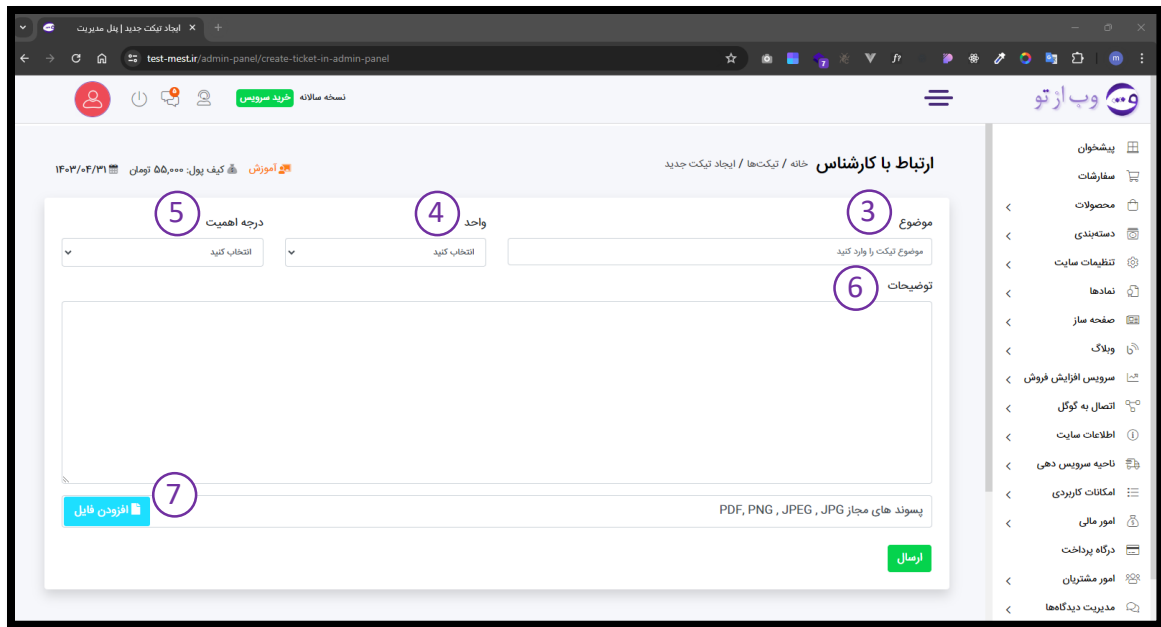 ایجاد تیکت جدید | پنل مدیریت
test-mest.ir/admin-panel/create-ticket-in-admin-panel
7
m
وب از تو
نسخه سالانه خرید سرویس
ارتباط با کارشناس خانه / تیکت‌ها / ایجاد تیکت جدید
آموزش کیف پول: ۵۵,۰۰۰ تومان ۱۴۰۳/۰۴/۳۱
موضوع 3
واحد 4
درجه اهمیت 5
موضوع تیکت را وارد کنید
انتخاب کنید
انتخاب کنید
توضیحات 6
7
پسوند های مجاز PDF, PNG , JPEG , JPG
افزودن فایل
ارسال
پیشخوان
سفارشات
محصولات
دسته‌بندی
تنظیمات سایت
نمادها
صفحه ساز
وبلاگ
سرویس افزایش فروش
اتصال به گوگل
اطلاعات سایت
ناحیه سرویس دهی
امکانات کاربردی
امور مالی
درگاه پرداخت
امور مشتریان
مدیریت دیدگاه‌ها